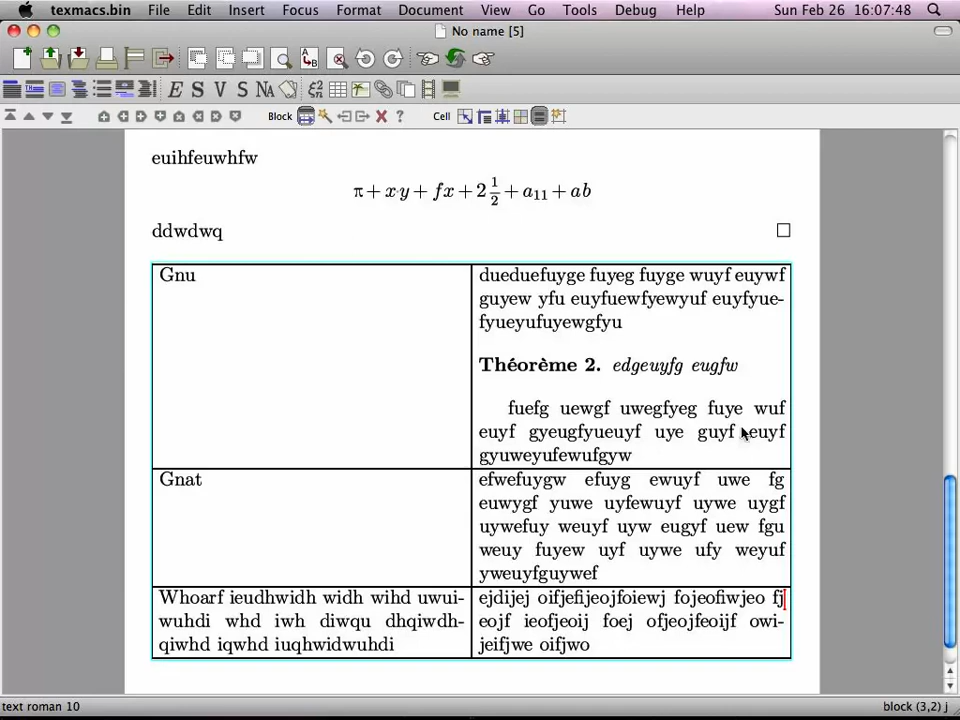 texmacs.bin File Edit Insert Focus Format Document View Go Tools Debug Help Sun Feb 26 16:07:48
No name [5]
Block Cell
euihfeuwhfw
π + x y + fx + 2 1/2 + a11 + ab
ddwdwq
Gnu
dueduefuyge fuyeg fuyge wuyf euywf
guyew yfu euyfuewfyewyuf euyfyue-
fyueyufuyewgfyu
Théorème 2. edgeuyfg eugfw
fuefg uewgf uwegfyeg fuye wuf
euyf gyeugfyueuyf uye guyf euyf
gyuweyufewufgyw
Gnat
efwefuygw efuyg ewuyf uwe fg
euwygf yuwe uyfewuyf uywe uygf
uywefuy weuyf uyw eugyf uew fgu
weuy fuyew uyf uywe ufy weyuf
yweuyfguywef
Whoarf ieudhwidh widh wihd uwui-
wuhdi whd iwh diwqu dhqiwdh-
qiwhd iqwhd iuqhwidwuhdi
ejdijej oifjefijeojfoiewj fojeofiwjeo fj
eojf ieofjeoij foej ofjeojfeoijf owi-
jeifjwe oifjwo
text roman 10 block (3,2) j